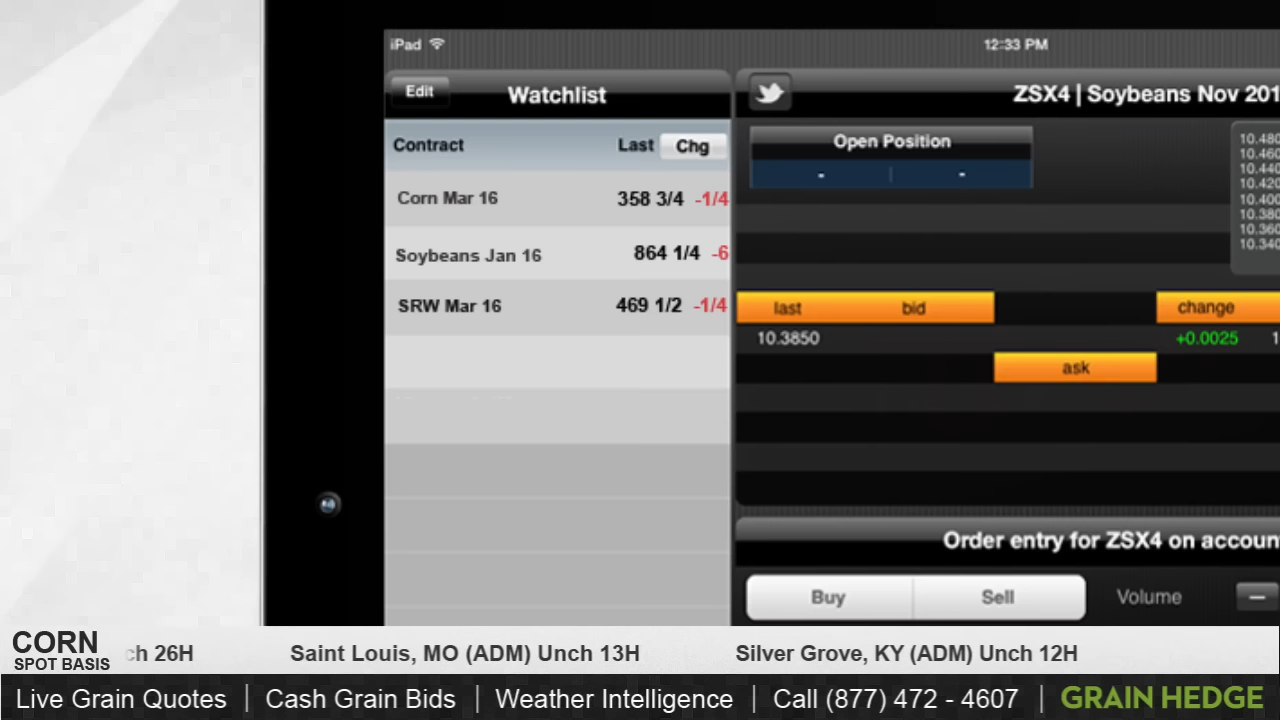 iPad
12:33 PM
Edit
Watchlist
ZSX4 | Soybeans Nov 201
Contract Last Chg
Open Position
- -
10.480
10.460
10.440
10.420
10.400
10.380
10.360
10.340
Corn Mar 16 358 3/4 -1/4
Soybeans Jan 16 864 1/4 -6
SRW Mar 16 469 1/2 -1/4
last bid change
10.3850 +0.0025 1
ask
Order entry for ZSX4 on accoun
Buy Sell Volume −
CORN
SPOT BASIS
ch 26H Saint Louis, MO (ADM) Unch 13H Silver Grove, KY (ADM) Unch 12H
Live Grain Quotes | Cash Grain Bids | Weather Intelligence | Call (877) 472 - 4607 | GRAIN HEDGE